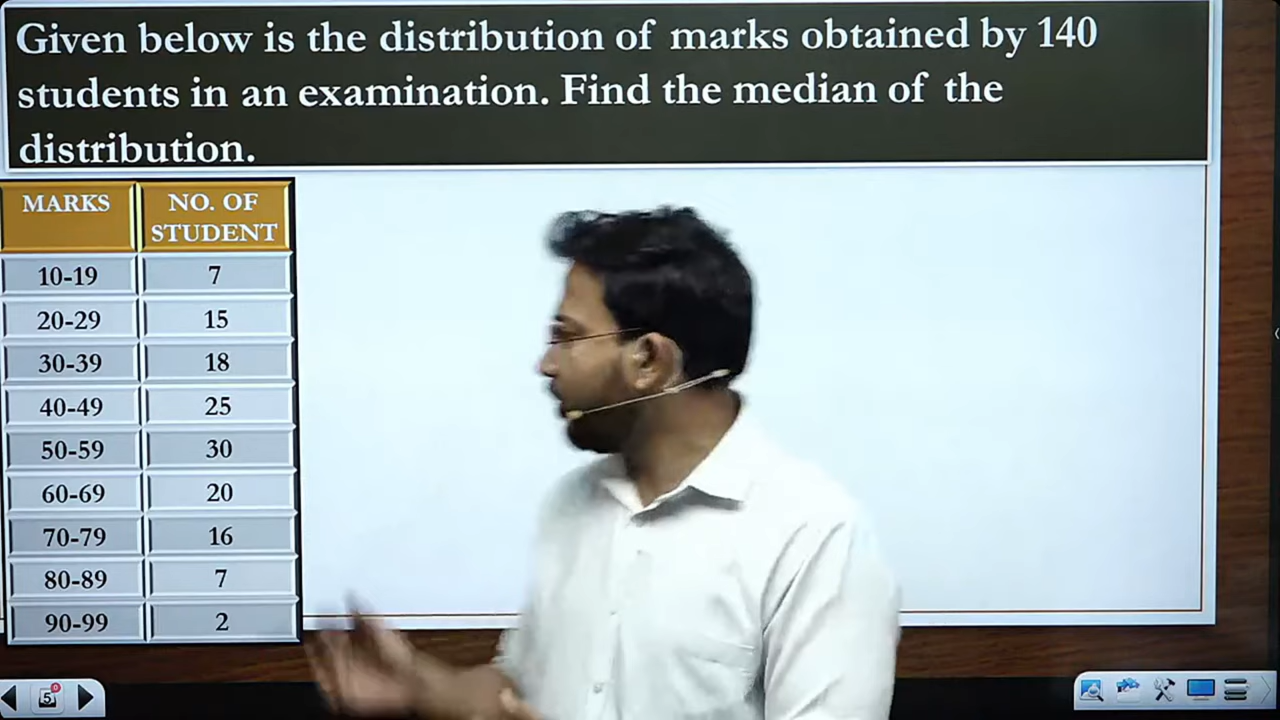 Given below is the distribution of marks obtained by 140
students in an examination. Find the median of the
distribution.
MARKS NO. OF STUDENT
10-19 7
20-29 15
30-39 18
40-49 25
50-59 30
60-69 20
70-79 16
80-89 7
90-99 2
5
0